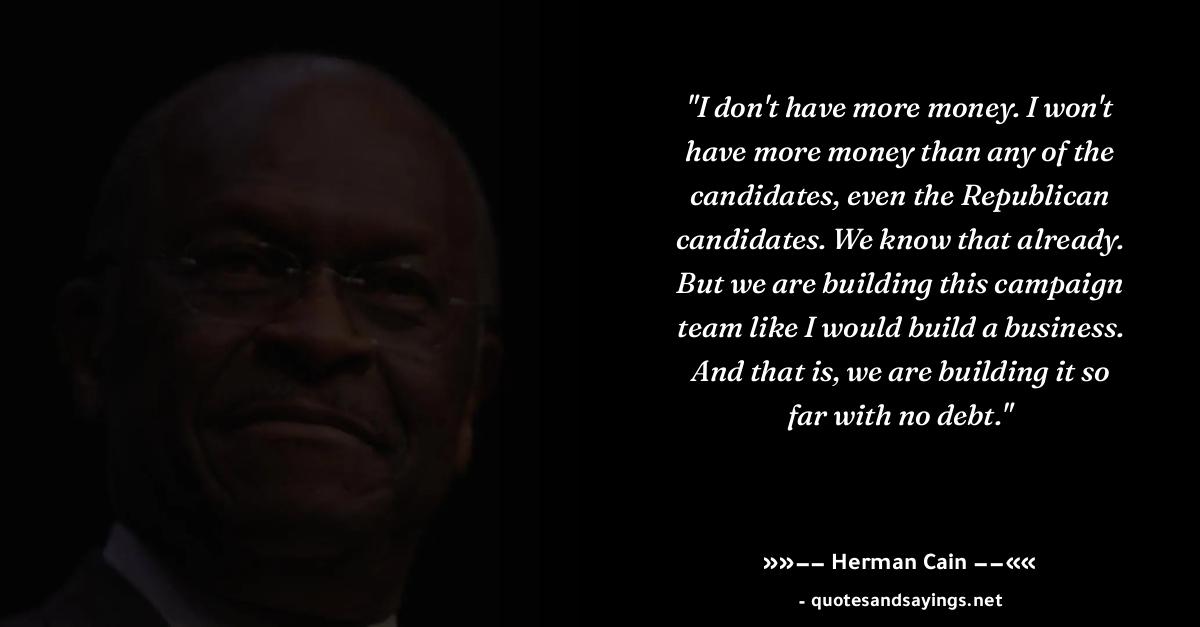 "I don't have more money. I won't
have more money than any of the
candidates, even the Republican
candidates. We know that already.
But we are building this campaign
team like I would build a business.
And that is, we are building it so
far with no debt."
»»−− Herman Cain −−««
- quotesandsayings.net